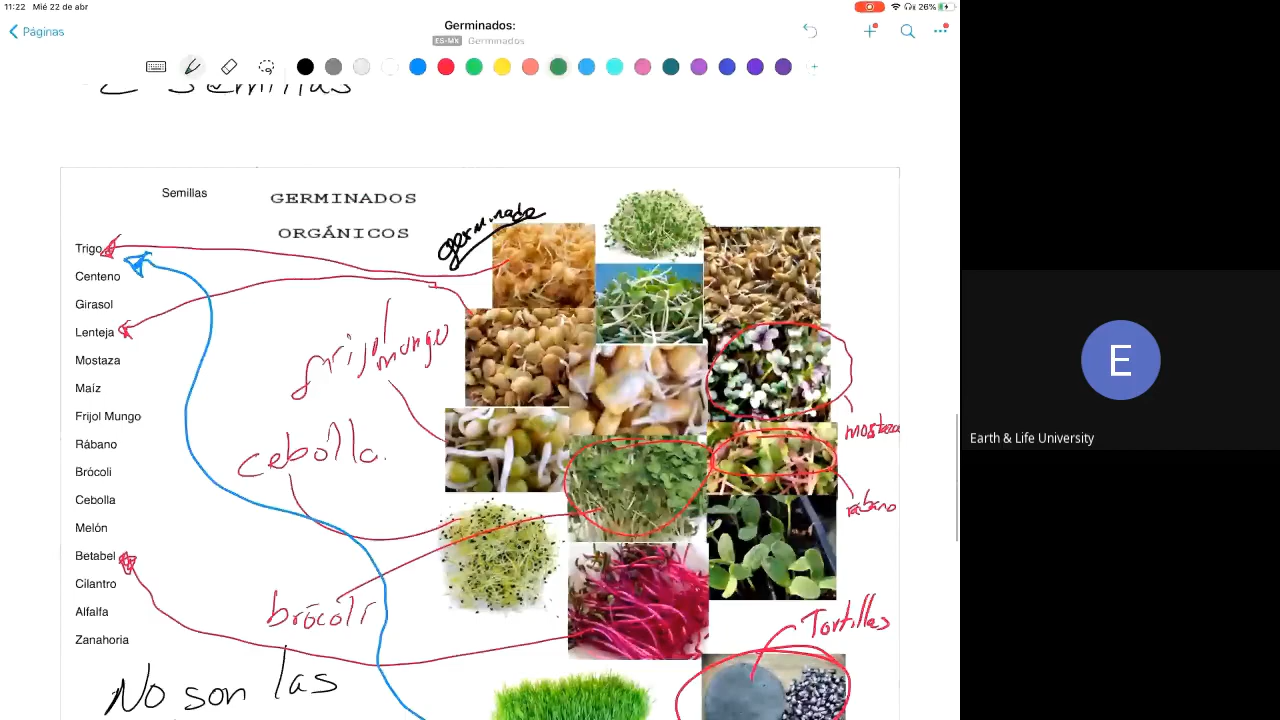 11:22 Mié 22 de abr
26%
Páginas
Germinados:
ES-MX Germinados
2 semillas
Semillas
GERMINADOS
ORGÁNICOS
germinado
Trigo
Centeno
Girasol
Lenteja
Mostaza
Maíz
Frijol Mungo
Rábano
Brócoli
Cebolla
Melón
Betabel
Cilantro
Alfalfa
Zanahoria
frijol
mungo
cebolla.
brócoli
mostaza
rábano
Tortillas
No son las
E
Earth & Life University